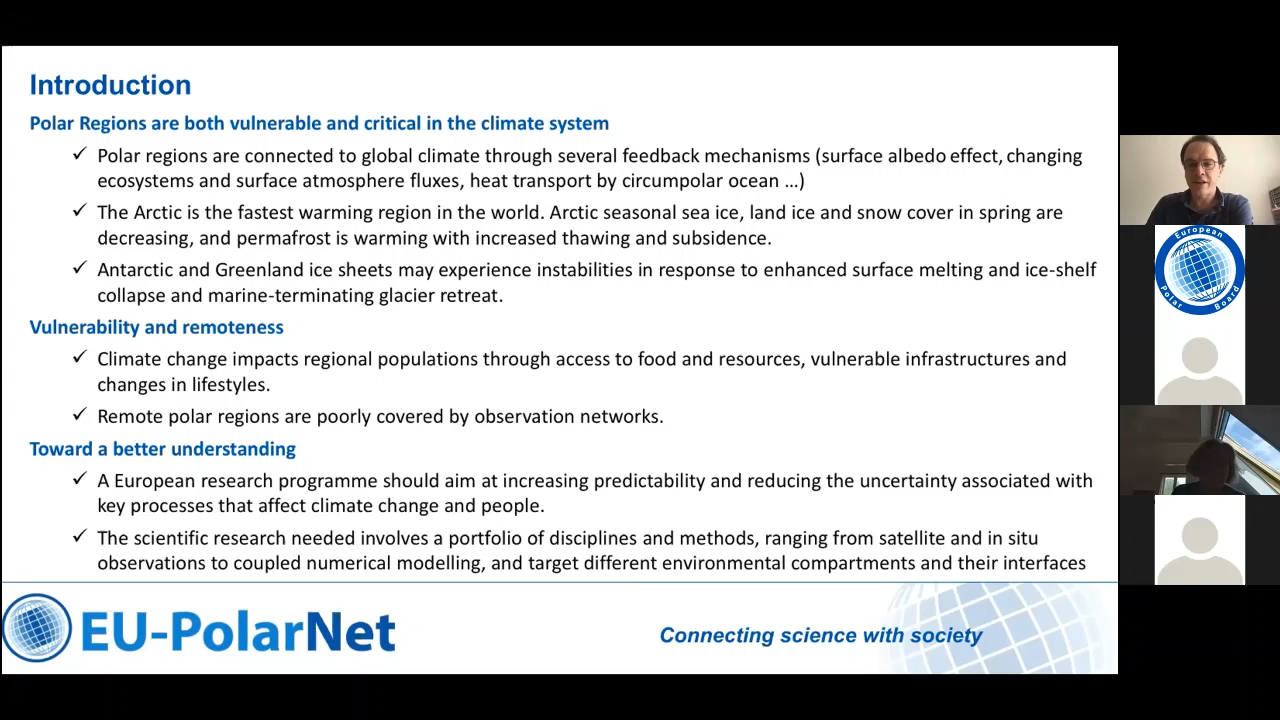 Introduction
Polar Regions are both vulnerable and critical in the climate system
✓ Polar regions are connected to global climate through several feedback mechanisms (surface albedo effect, changing
ecosystems and surface atmosphere fluxes, heat transport by circumpolar ocean ...)
✓ The Arctic is the fastest warming region in the world. Arctic seasonal sea ice, land ice and snow cover in spring are
decreasing, and permafrost is warming with increased thawing and subsidence.
✓ Antarctic and Greenland ice sheets may experience instabilities in response to enhanced surface melting and ice-shelf
collapse and marine-terminating glacier retreat.
Vulnerability and remoteness
✓ Climate change impacts regional populations through access to food and resources, vulnerable infrastructures and
changes in lifestyles.
✓ Remote polar regions are poorly covered by observation networks.
Toward a better understanding
✓ A European research programme should aim at increasing predictability and reducing the uncertainty associated with
key processes that affect climate change and people.
✓ The scientific research needed involves a portfolio of disciplines and methods, ranging from satellite and in situ
observations to coupled numerical modelling, and target different environmental compartments and their interfaces
EU-PolarNet
Connecting science with society
European
Polar Board